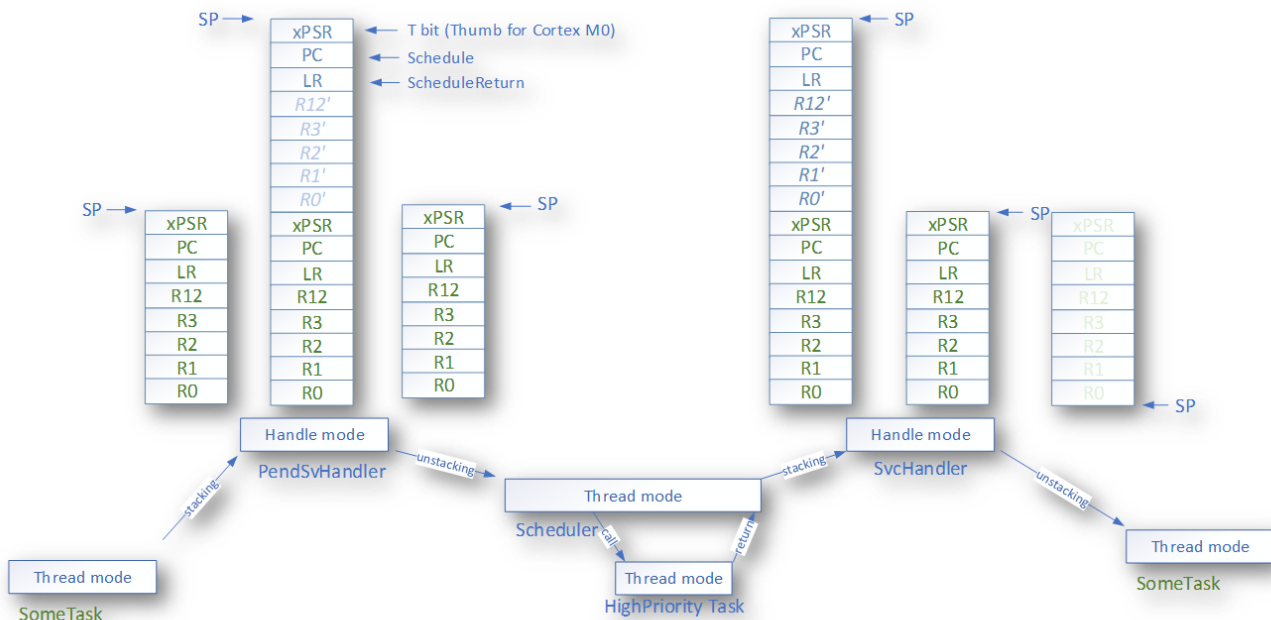 SP
xPSR
PC
LR
R12
R3
R2
R1
R0
SP
xPSR
PC
LR
R12'
R3'
R2'
R1'
R0'
xPSR
PC
LR
R12
R3
R2
R1
R0
T bit (Thumb for Cortex M0)
Schedule
ScheduleReturn
SP
xPSR
PC
LR
R12
R3
R2
R1
R0
SP
xPSR
PC
LR
R12'
R3'
R2'
R1'
R0'
xPSR
PC
LR
R12
R3
R2
R1
R0
SP
xPSR
PC
LR
R12
R3
R2
R1
R0
xPSR
PC
LR
R12
R3
R2
R1
R0
SP
Thread mode
SomeTask
stacking
Handle mode
PendSvHandler
unstacking
Thread mode
Scheduler
call
Thread mode
HighPriority Task
return
stacking
Handle mode
SvcHandler
unstacking
Thread mode
SomeTask